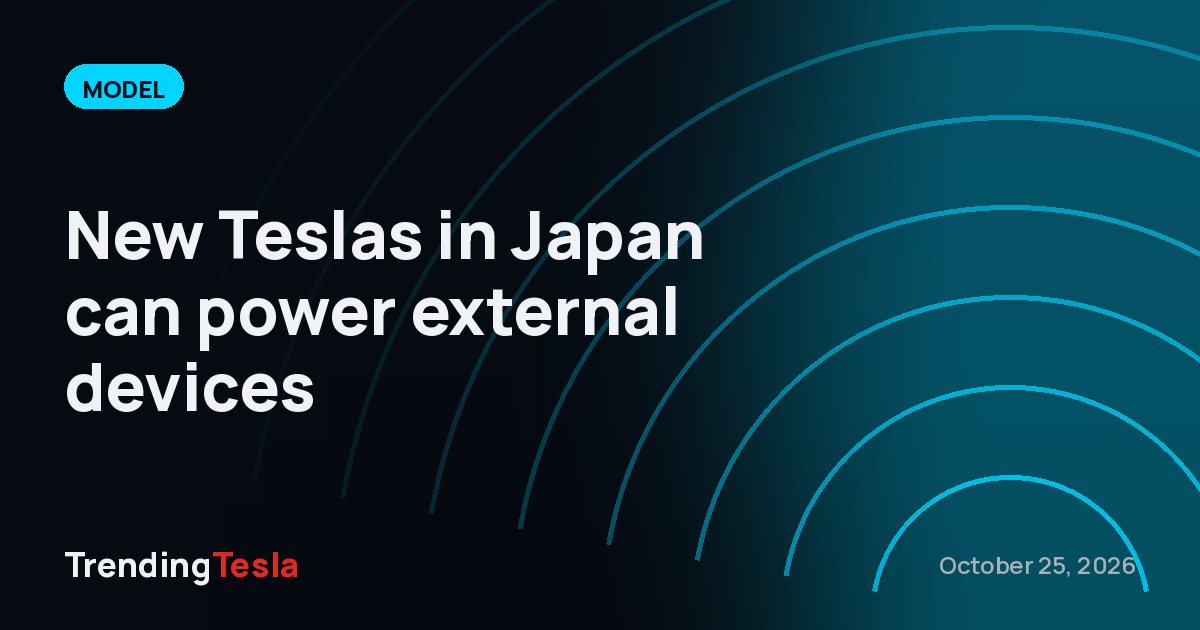 MODEL
New Teslas in Japan
can power external
devices
TrendingTesla
October 25, 2026